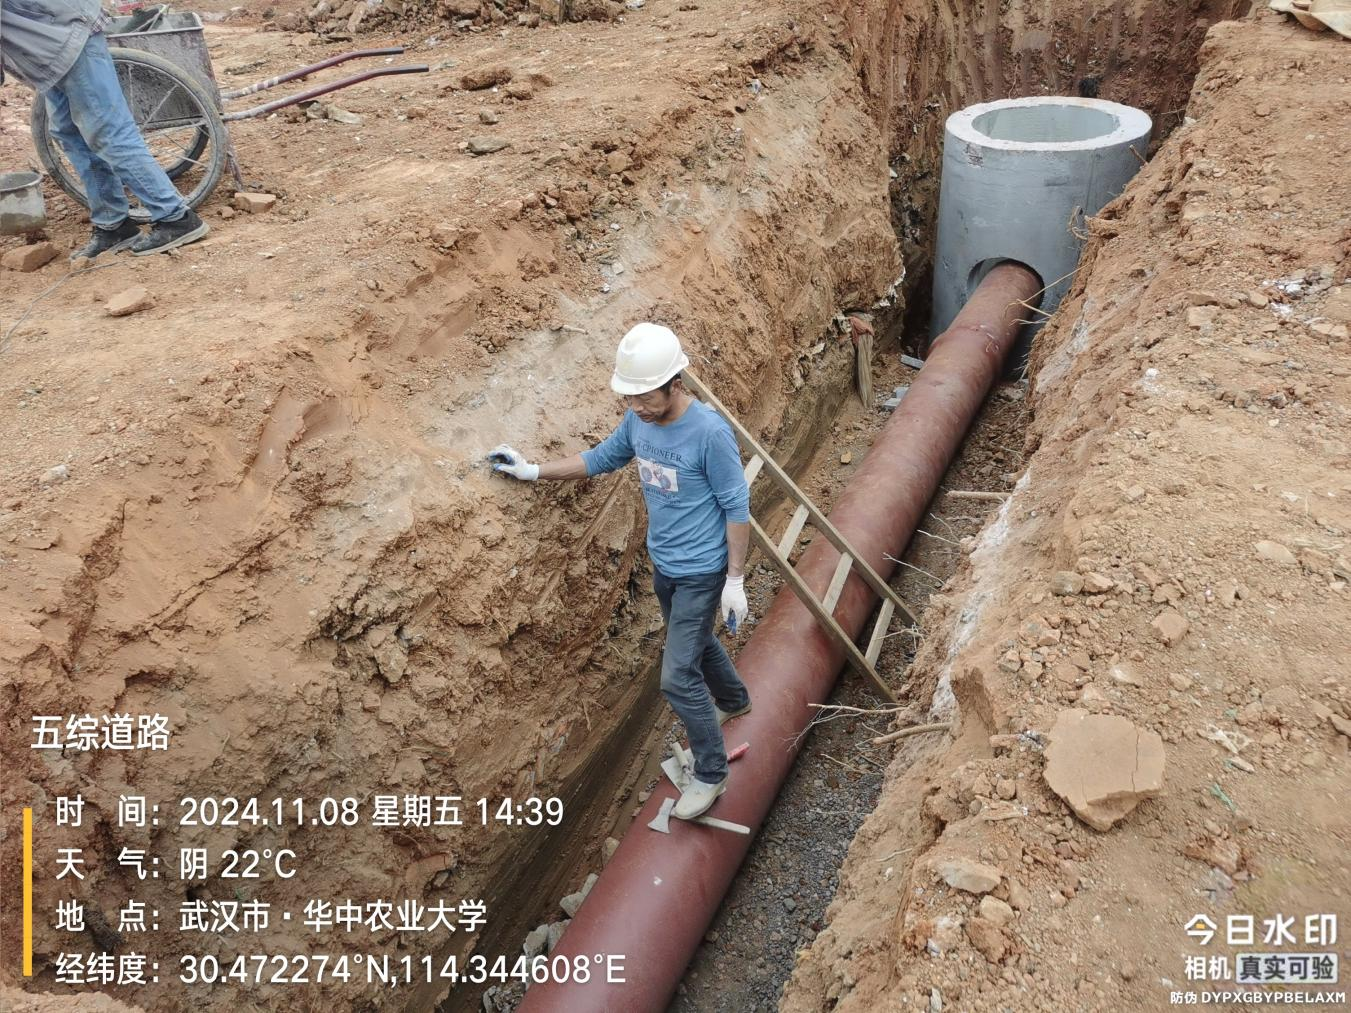 CPIONEER
五综道路
时 间：2024.11.08 星期五 14:39
天 气：阴 22°C
地 点：武汉市·华中农业大学
经纬度：30.472274°N,114.344608°E
今日水印
相机 真实可验
防伪 DYPXGBYPBELAXM